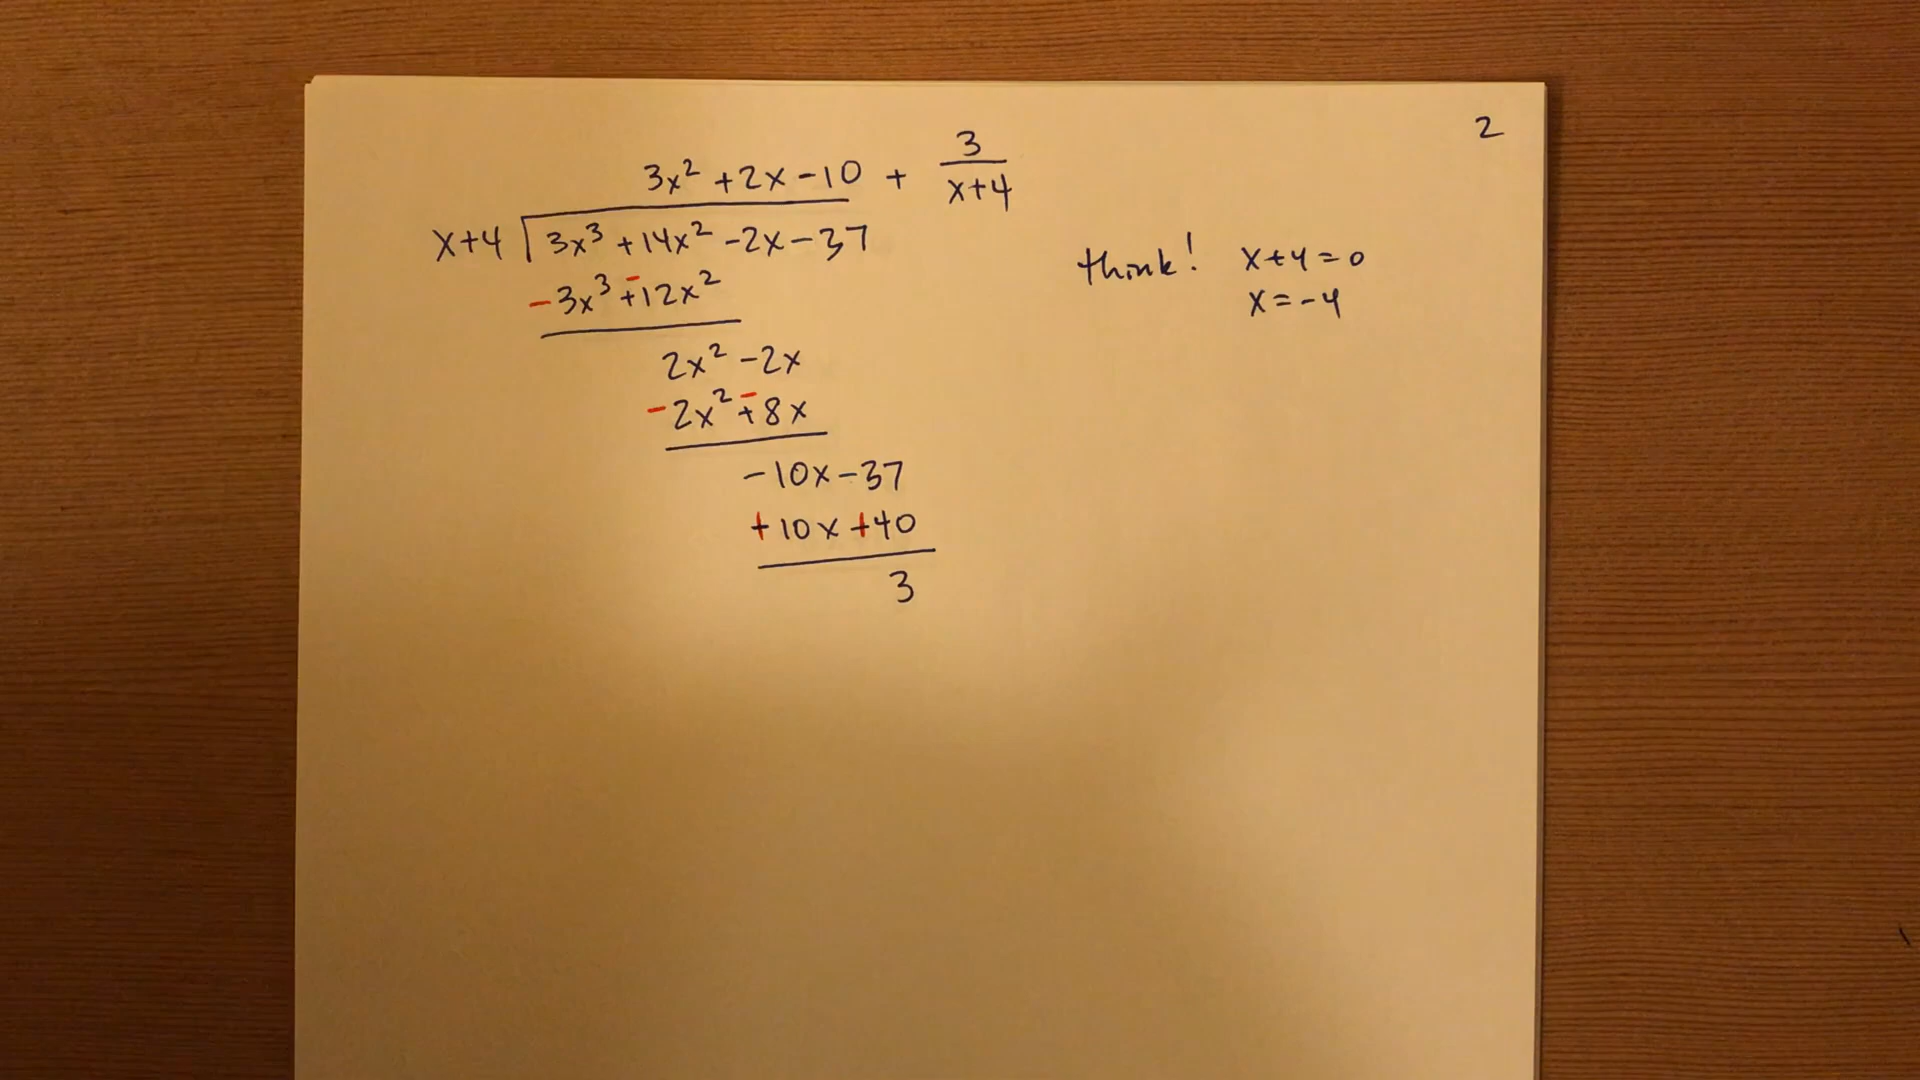 2
3x² + 2x - 10 + 3/(x+4)
x+4 ) 3x³ + 14x² - 2x - 37
- 3x³ +- 12x²
2x² - 2x
- 2x² +- 8x
-10x - 37
+ 10x + 40
3
think! x+4=0
x=-4